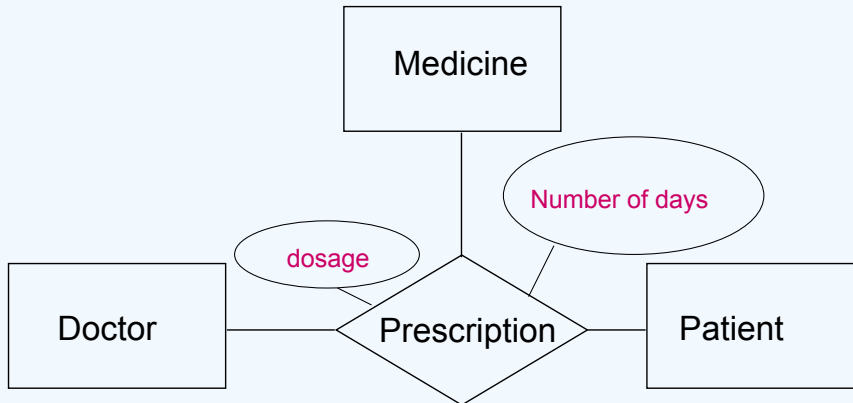 Medicine
Number of days
dosage
Doctor
Prescription
Patient